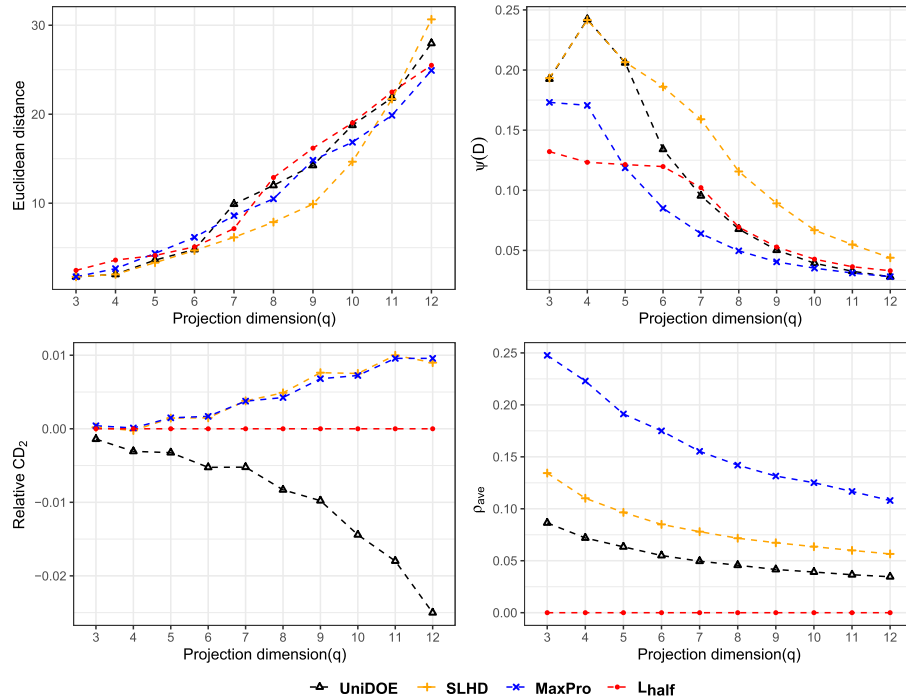 Euclidean distance
30
20
10
3 4 5 6 7 8 9 10 11 12
Projection dimension(q)
ψ(D)
0.25
0.20
0.15
0.10
0.05
3 4 5 6 7 8 9 10 11 12
Projection dimension(q)
Relative CD2
0.01
0.00
−0.01
−0.02
3 4 5 6 7 8 9 10 11 12
Projection dimension(q)
ρave
0.25
0.20
0.15
0.10
0.05
0.00
3 4 5 6 7 8 9 10 11 12
Projection dimension(q)
UniDOE SLHD MaxPro Lhalf